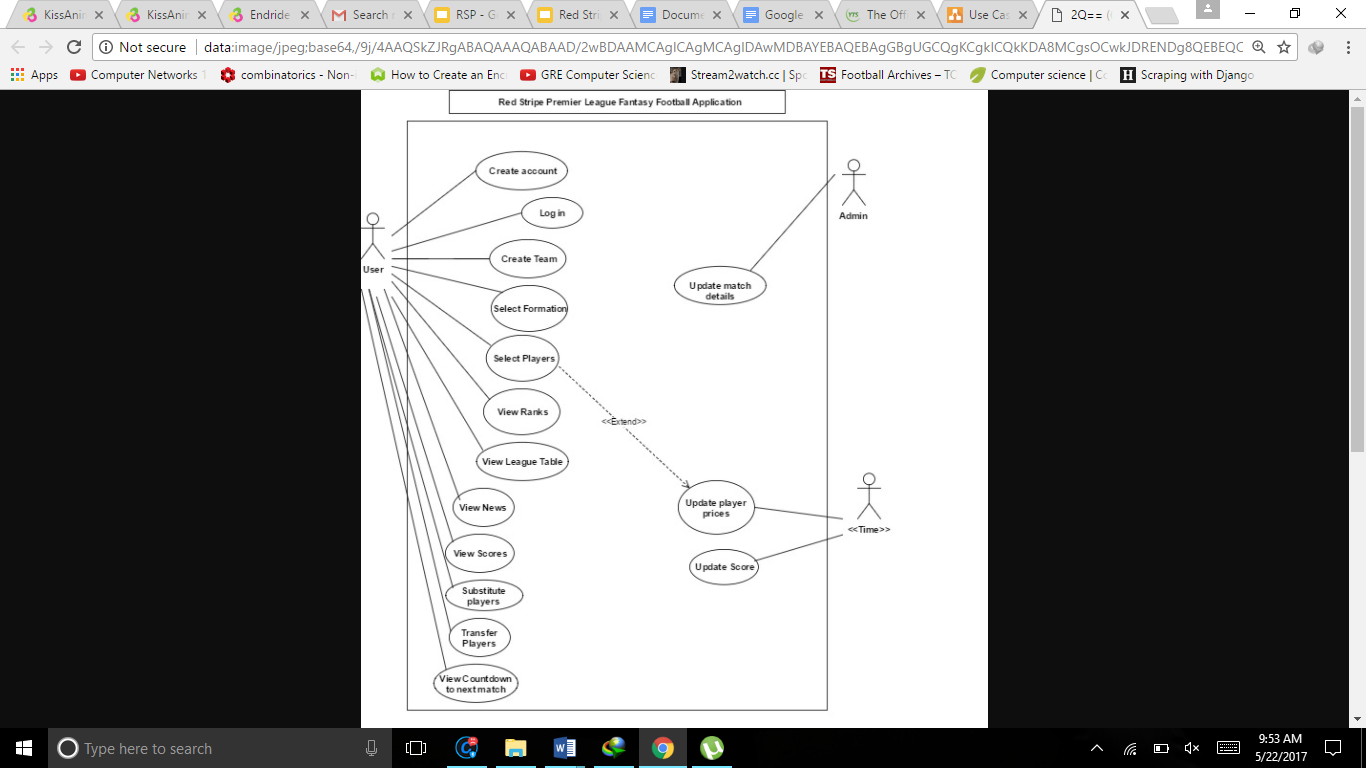 KissAni
KissAni
Endride
Search
RSP - G
Red Stri
Docume
Google
The Off
Use Cas
2Q==
Not secure
data:image/jpeg;base64,/9j/4AAQSkZJRgABAQAAAQABAAD/2wBDAAMCAgICAgMCAgIDAwMDBAYEBAQEBAgGBgUGCQgKCgkICQkKDA8MCgsOCwkJDRENDg8QEBEQC
Apps
Computer Networks
combinatorics - Non-
How to Create an Enc
GRE Computer Scienc
Stream2watch.cc | Spo
Football Archives – TC
Computer science | C
Scraping with Django
Red Stripe Premier League Fantasy Football Application
Create account
Log in
Create Team
Select Formation
Select Players
View Ranks
View League Table
View News
View Scores
Substitute
players
Transfer
Players
View Countdown
to next match
User
Admin
Update match
details
<<Extend>>
Update player
prices
Update Score
<<Time>>
Type here to search
9:53 AM
5/22/2017